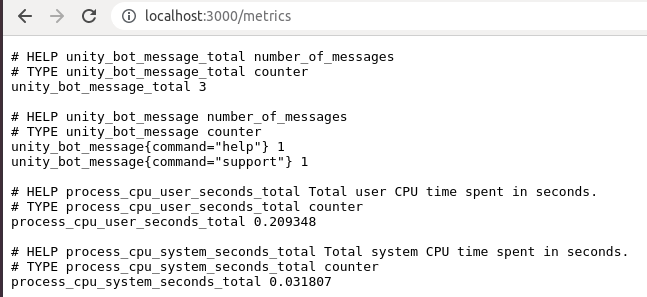 localhost:3000/metrics
# HELP unity_bot_message_total number_of_messages
# TYPE unity_bot_message_total counter
unity_bot_message_total 3
# HELP unity_bot_message number_of_messages
# TYPE unity_bot_message counter
unity_bot_message{command="help"} 1
unity_bot_message{command="support"} 1
# HELP process_cpu_user_seconds_total Total user CPU time spent in seconds.
# TYPE process_cpu_user_seconds_total counter
process_cpu_user_seconds_total 0.209348
# HELP process_cpu_system_seconds_total Total system CPU time spent in seconds.
# TYPE process_cpu_system_seconds_total counter
process_cpu_system_seconds_total 0.031807